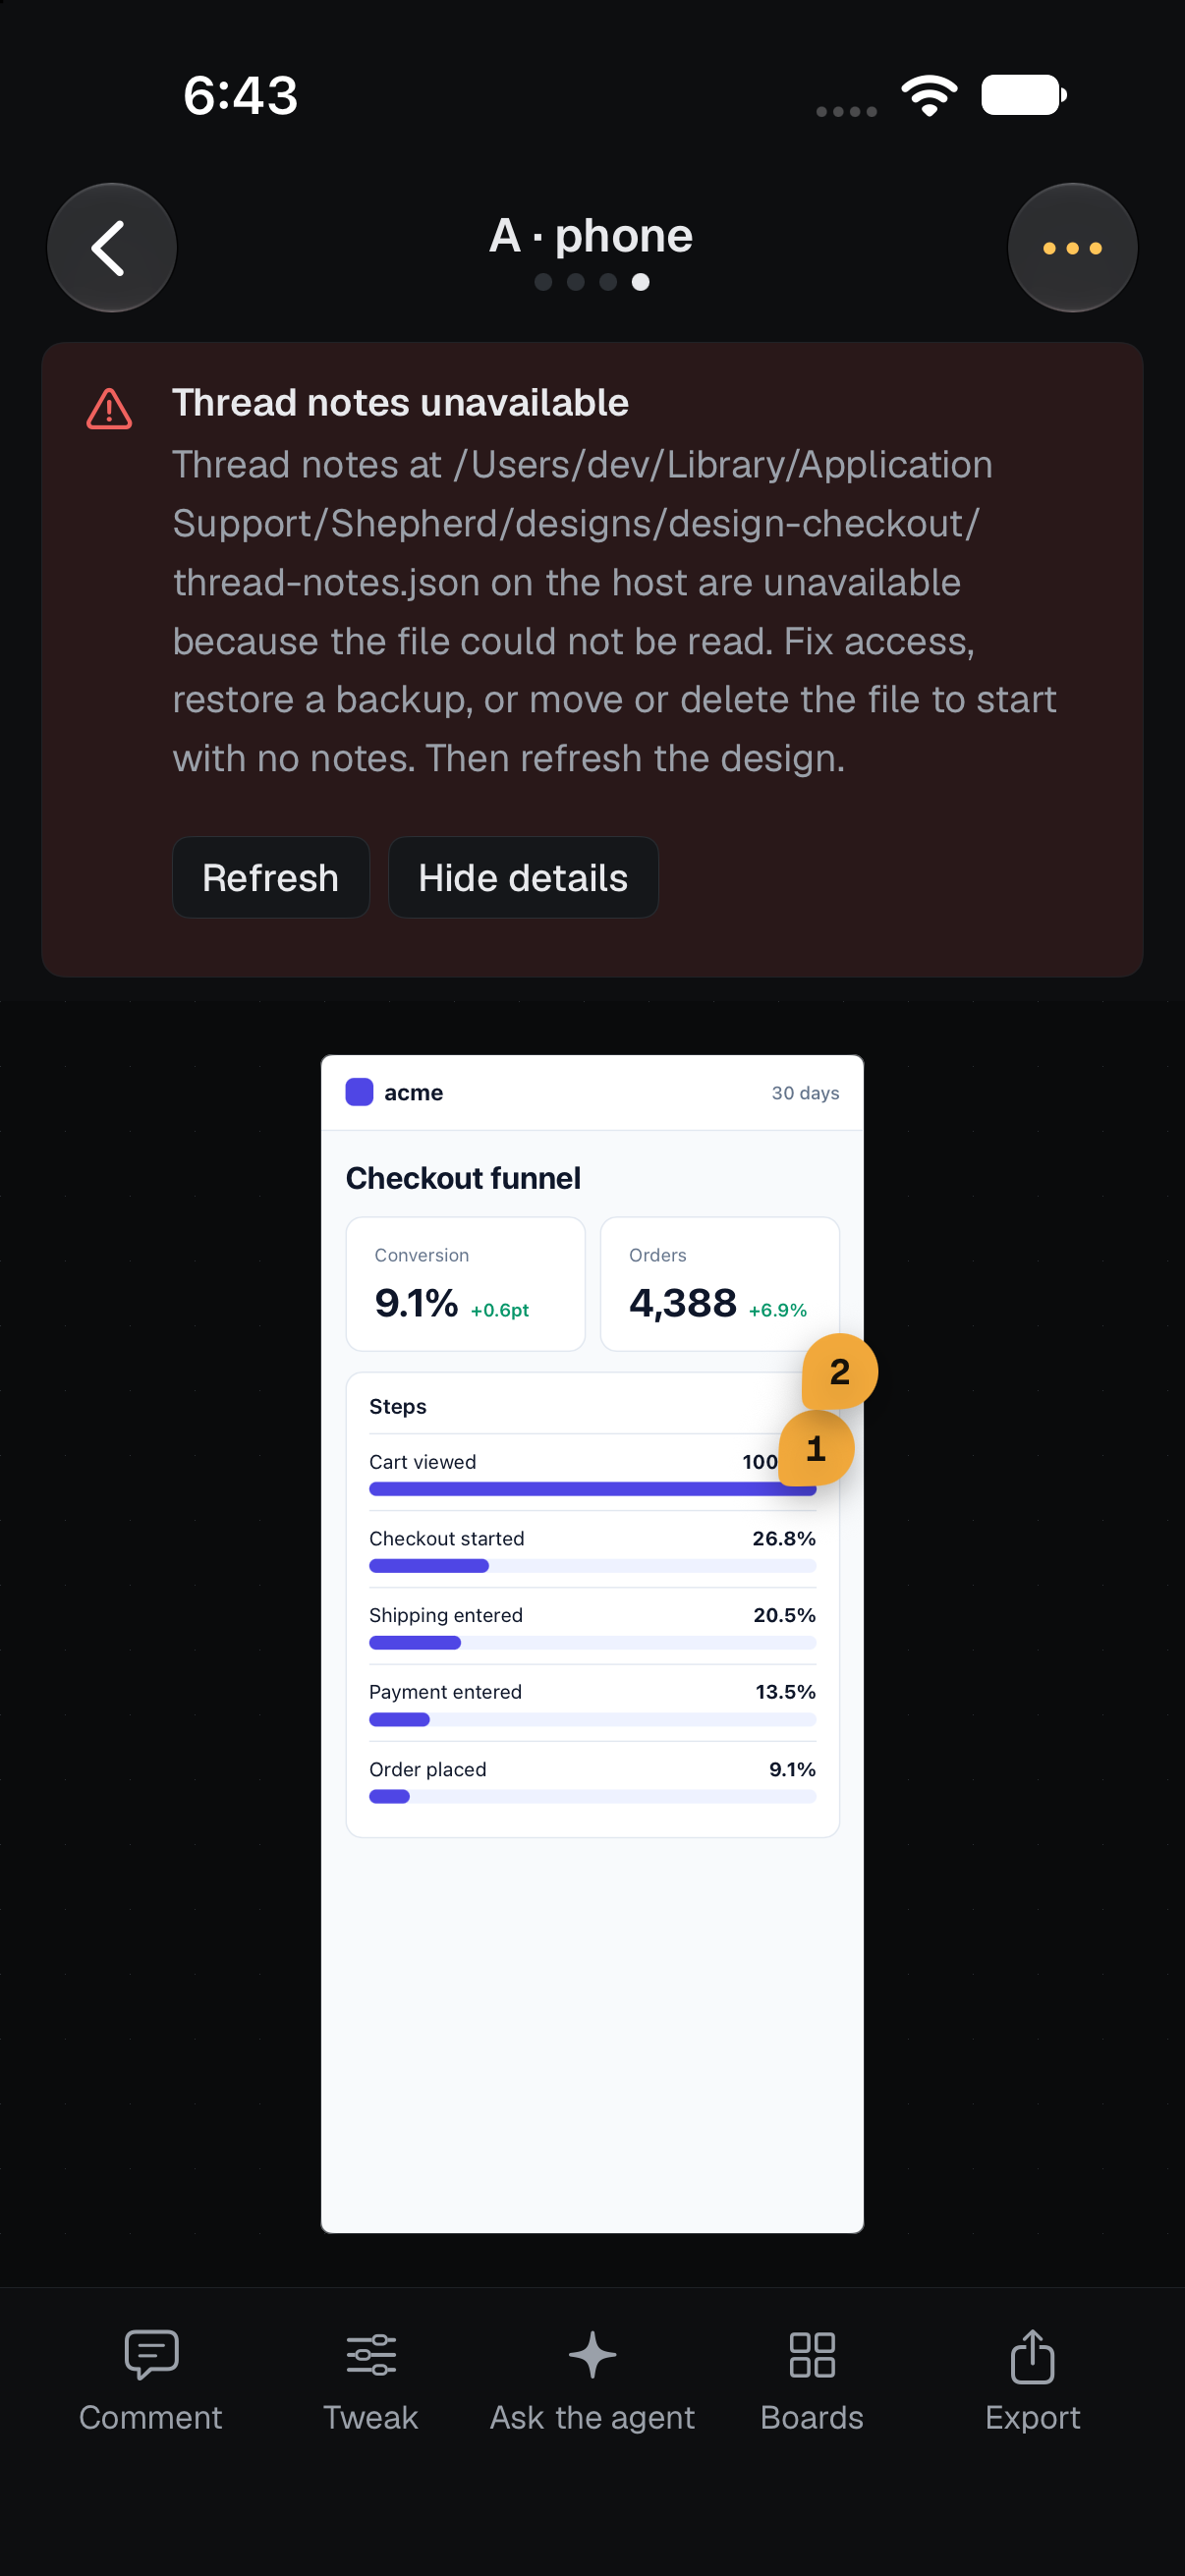 6:43
A · phone
Thread notes unavailable
Thread notes at /Users/dev/Library/Application
Support/Shepherd/designs/design-checkout/
thread-notes.json on the host are unavailable
because the file could not be read. Fix access,
restore a backup, or move or delete the file to start
with no notes. Then refresh the design.
Refresh
Hide details
acme
30 days
Checkout funnel
Conversion
Orders
9.1% +0.6pt
4,388 +6.9%
2
Steps
1
Cart viewed
100
Checkout started
26.8%
Shipping entered
20.5%
Payment entered
13.5%
Order placed
9.1%
Comment
Tweak
Ask the agent
Boards
Export